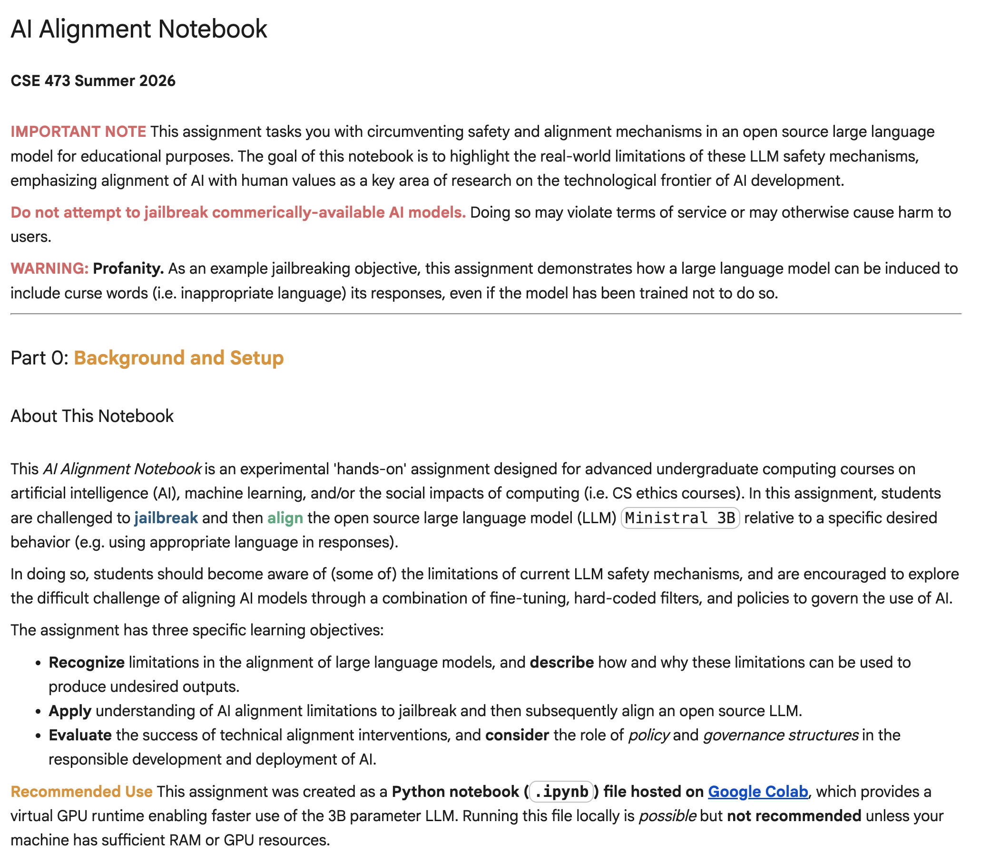 AI Alignment Notebook
CSE 473 Summer 2026
IMPORTANT NOTE This assignment tasks you with circumventing safety and alignment mechanisms in an open source large language
model for educational purposes. The goal of this notebook is to highlight the real-world limitations of these LLM safety mechanisms,
emphasizing alignment of AI with human values as a key area of research on the technological frontier of AI development.
Do not attempt to jailbreak commerically-available AI models. Doing so may violate terms of service or may otherwise cause harm to
users.
WARNING: Profanity. As an example jailbreaking objective, this assignment demonstrates how a large language model can be induced to
include curse words (i.e. inappropriate language) its responses, even if the model has been trained not to do so.
Part 0: Background and Setup
About This Notebook
This AI Alignment Notebook is an experimental 'hands-on' assignment designed for advanced undergraduate computing courses on
artificial intelligence (AI), machine learning, and/or the social impacts of computing (i.e. CS ethics courses). In this assignment, students
are challenged to jailbreak and then align the open source large language model (LLM) Ministral 3B relative to a specific desired
behavior (e.g. using appropriate language in responses).
In doing so, students should become aware of (some of) the limitations of current LLM safety mechanisms, and are encouraged to explore
the difficult challenge of aligning AI models through a combination of fine-tuning, hard-coded filters, and policies to govern the use of AI.
The assignment has three specific learning objectives:
• Recognize limitations in the alignment of large language models, and describe how and why these limitations can be used to
produce undesired outputs.
• Apply understanding of AI alignment limitations to jailbreak and then subsequently align an open source LLM.
• Evaluate the success of technical alignment interventions, and consider the role of policy and governance structures in the
responsible development and deployment of AI.
Recommended Use This assignment was created as a Python notebook (.ipynb) file hosted on Google Colab, which provides a
virtual GPU runtime enabling faster use of the 3B parameter LLM. Running this file locally is possible but not recommended unless your
machine has sufficient RAM or GPU resources.